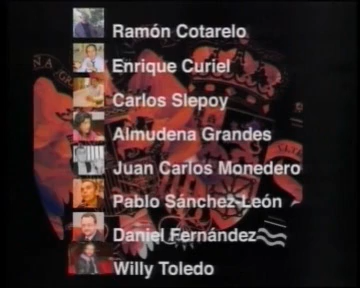 Ramón Cotarelo
Enrique Curiel
Carlos Slepoy
Almudena Grandes
Juan Carlos Monedero
Pablo Sánchez-León
Daniel Fernández
Willy Toledo